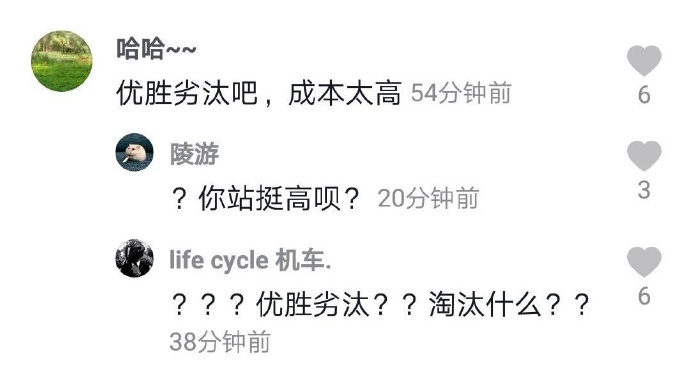 哈哈~~
优胜劣汰吧，成本太高 54分钟前
6
陵游
？你站挺高呗？ 20分钟前
3
life cycle 机车.
？？？优胜劣汰？？淘汰什么？？
6
38分钟前